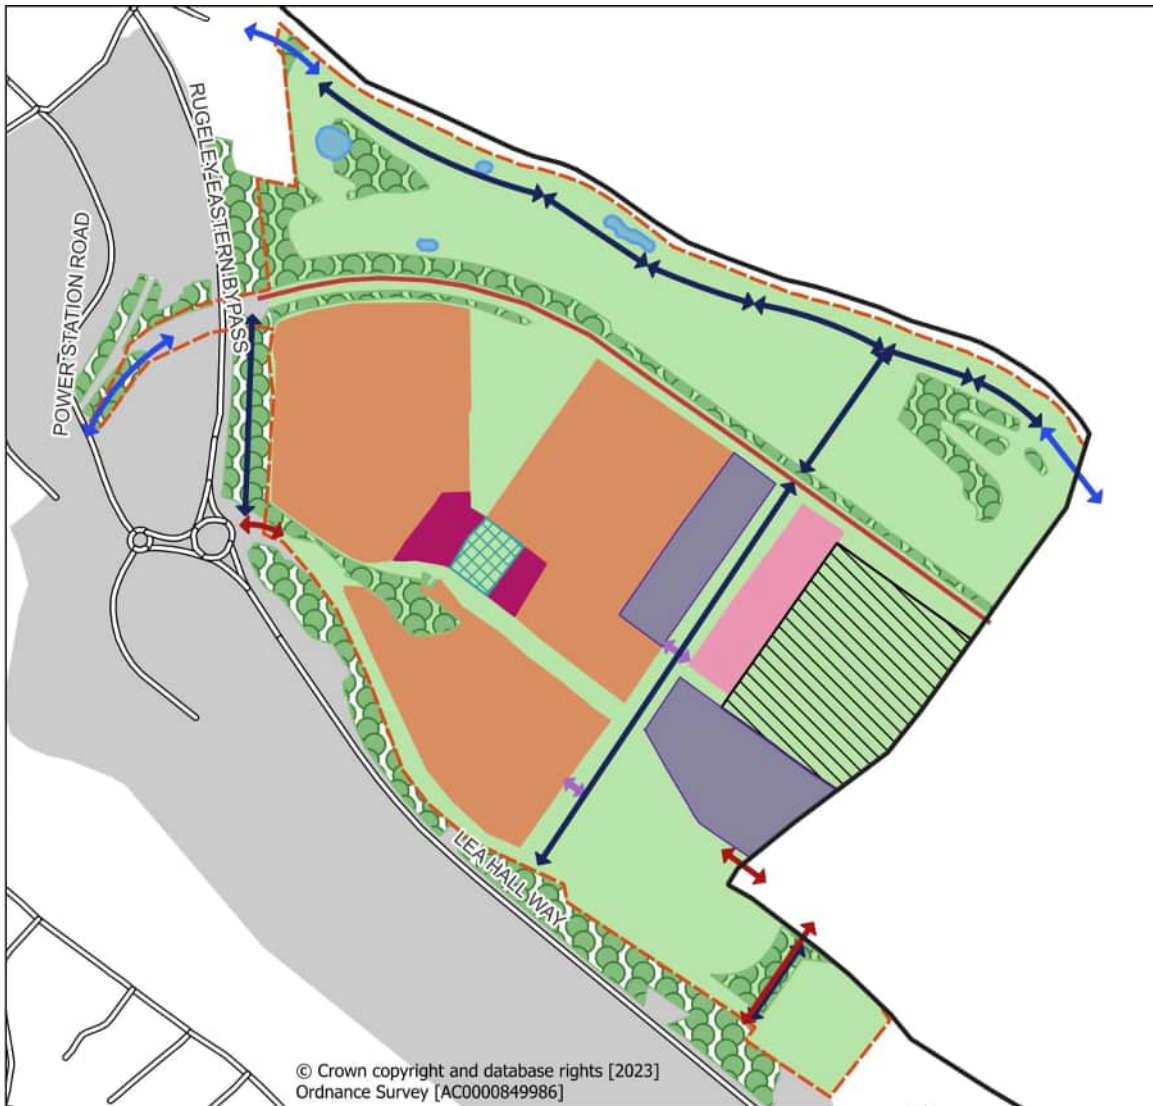 RUGELEY EASTERN BYPASS
POWER STATION ROAD
LEA HALL WAY
© Crown copyright and database rights [2023]
Ordnance Survey [AC0000849986]